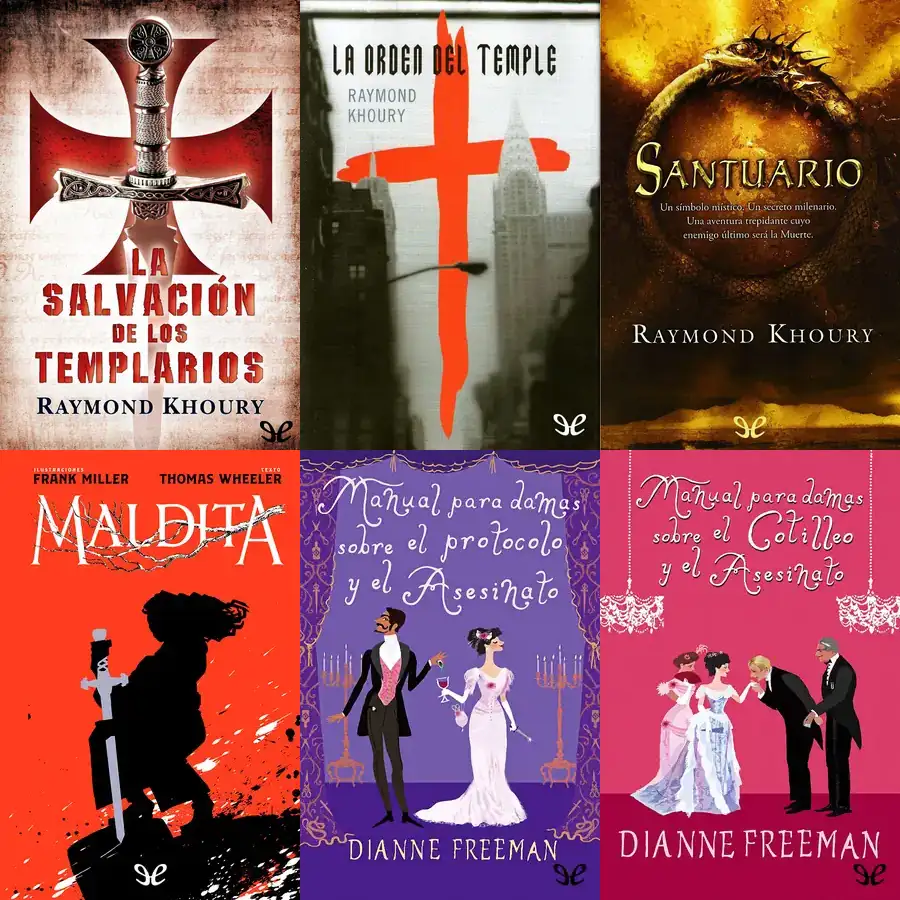 LA
SALVACIÓN
DE LOS
TEMPLARIOS
RAYMOND KHOURY
LA ORDEN DEL TEMPLE
RAYMOND
KHOURY
SANTUARIO
Un símbolo místico. Un secreto milenario.
Una aventura trepidante cuyo
enemigo último será la Muerte.
RAYMOND KHOURY
ILUSTRACIONES
FRANK MILLER
TEXTO
THOMAS WHEELER
MALDITA
Manual para damas
sobre el protocolo
y el Asesinato
DIANNE FREEMAN
Manual para damas
sobre el Cotilleo
y el Asesinato
DIANNE FREEMAN